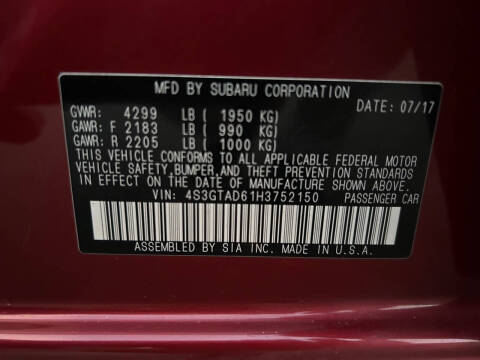 MFD BY SUBARU CORPORATION
DATE: 07/17
GVWR: 4299 LB ( 1950 KG)
GAWR: F 2183 LB ( 990 KG)
GAWR: R 2205 LB ( 1000 KG)
THIS VEHICLE CONFORMS TO ALL APPLICABLE FEDERAL MOTOR
VEHICLE SAFETY,BUMPER,AND THEFT PREVENTION STANDARDS
IN EFFECT ON THE DATE OF MANUFACTURE SHOWN ABOVE.
VIN: 4S3GTAD61H3752150 PASSENGER CAR
ASSEMBLED BY SIA INC. MADE IN U.S.A.